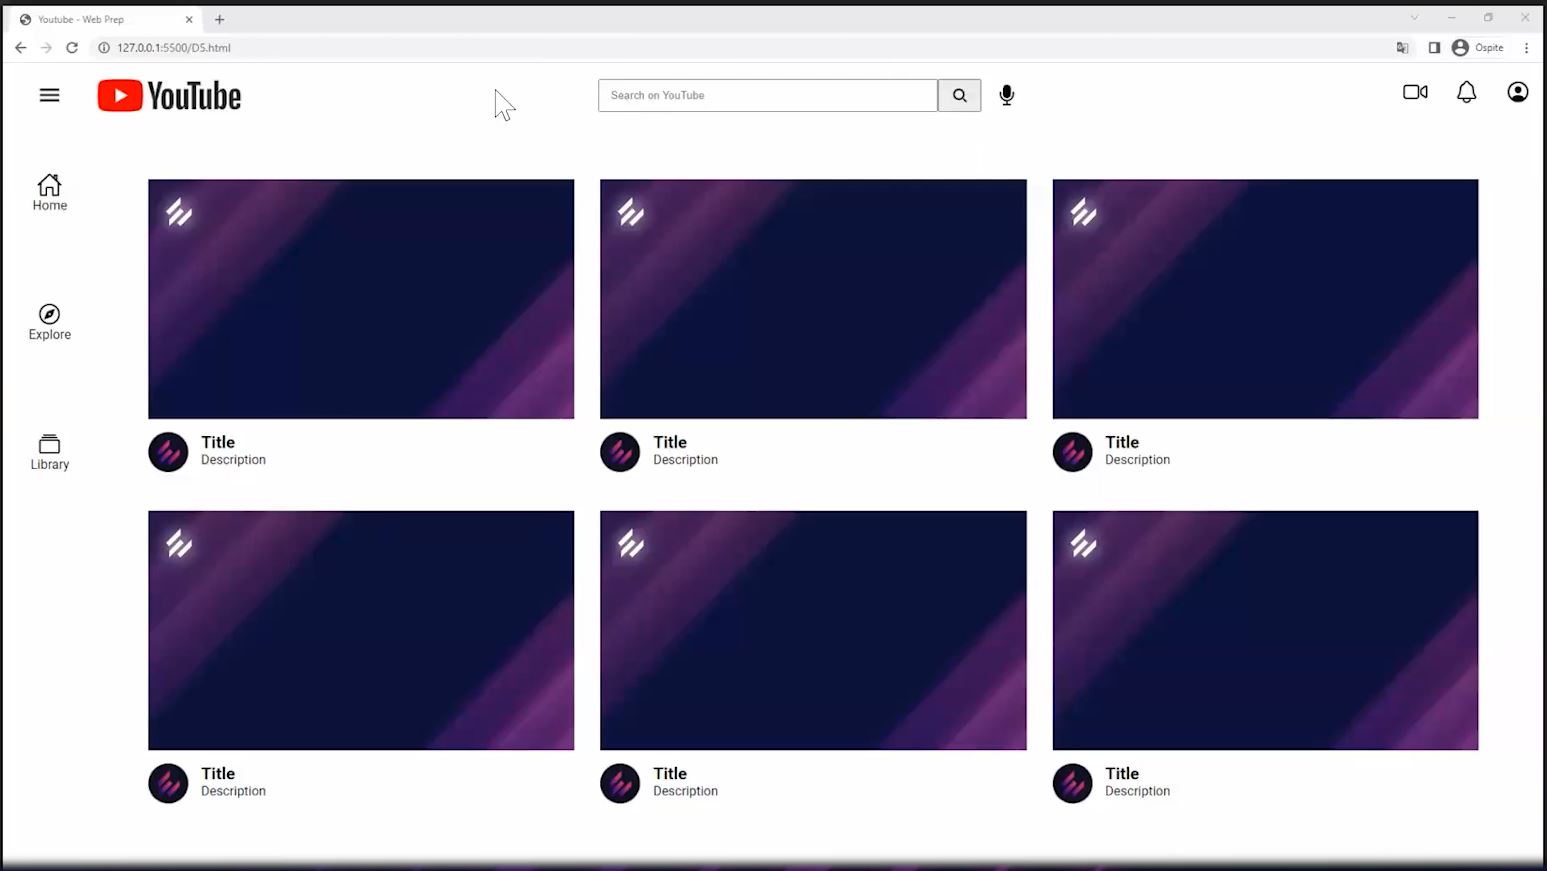 Youtube - Web Prep
127.0.0.1:5500/D5.html
Ospite
YouTube
Search on YouTube
Home
Explore
Library
Title
Description
Title
Description
Title
Description
Title
Description
Title
Description
Title
Description